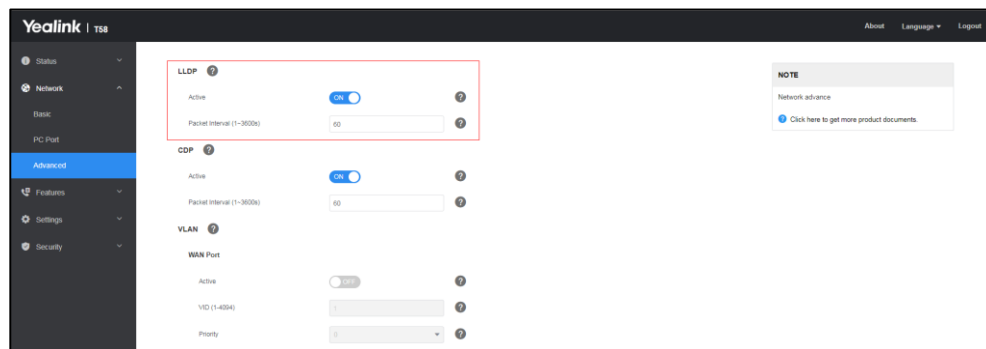 Yealink | T58
About Language Logout
Status
Network
Basic
PC Port
Advanced
Features
Settings
Security
LLDP ?
Active ON ?
Packet Interval (1~3600s) 60 ?
CDP ?
Active ON ?
Packet Interval (1~3600s) 60 ?
VLAN ?
WAN Port
Active OFF ?
VID (1-4094) 1 ?
Priority 0 ?
NOTE
Network advance
? Click here to get more product documents.